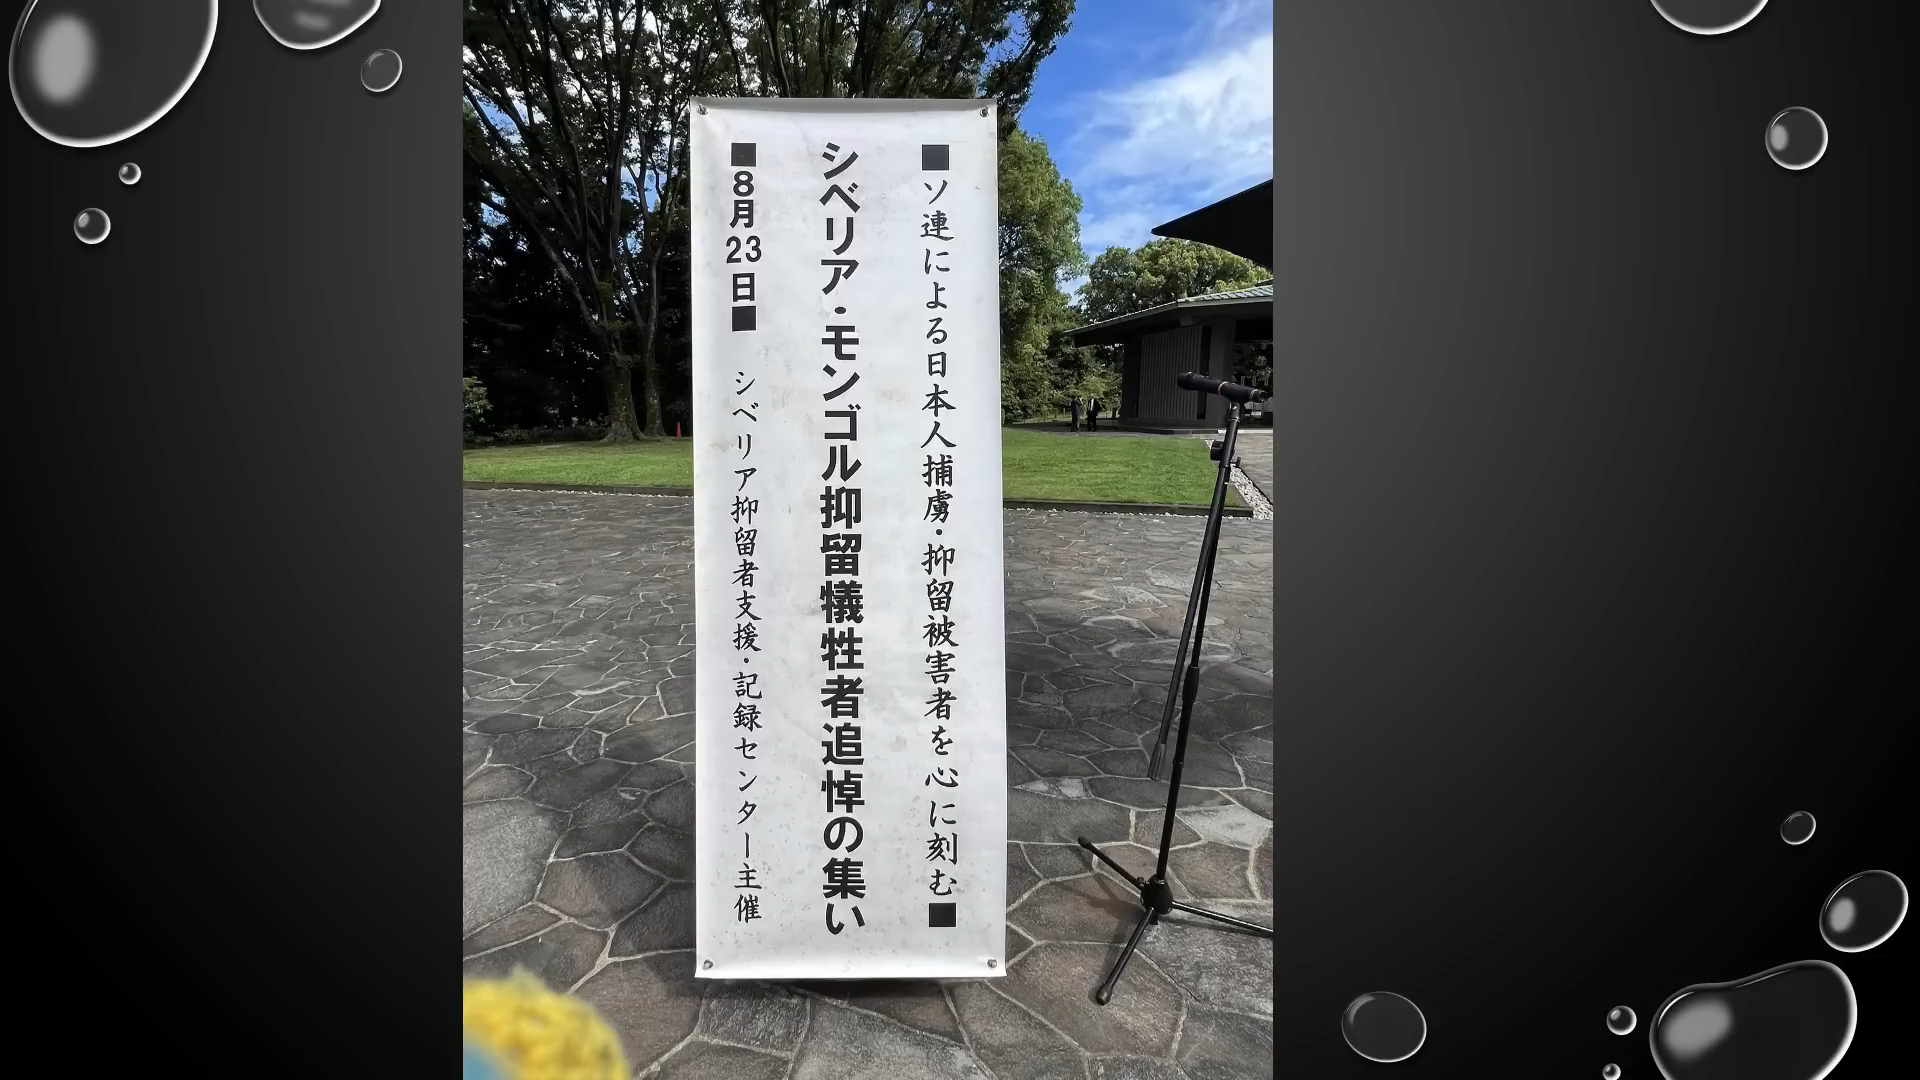 ■ソ連による日本人捕虜・抑留被害者を心に刻む■
シベリア・モンゴル抑留犠牲者追悼の集い
■8月23日■ シベリア抑留者支援・記録センター主催